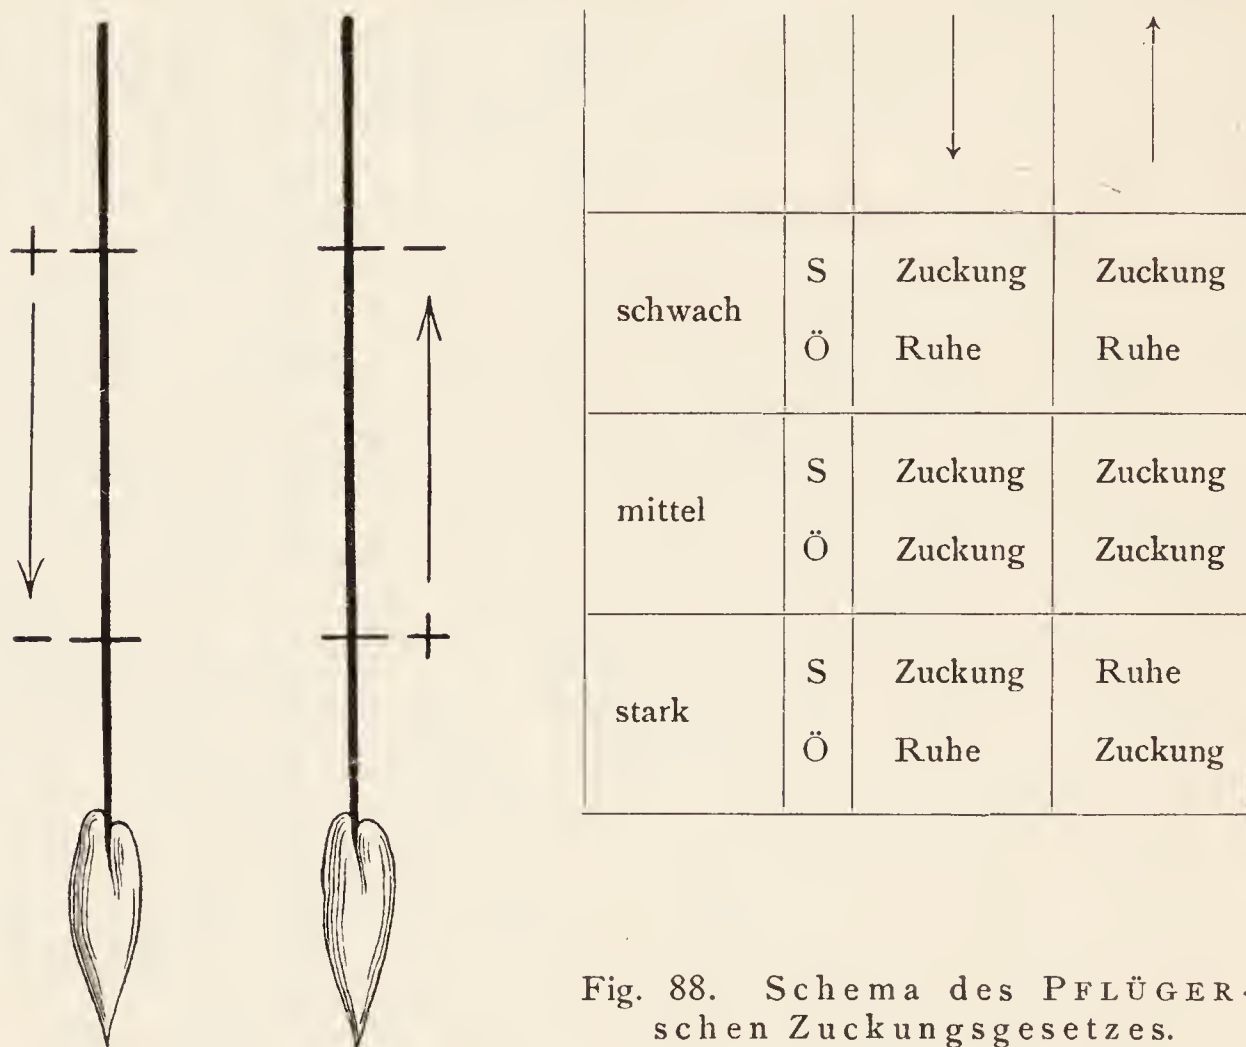 + −
− +
schwach S Zuckung Zuckung
Ö Ruhe Ruhe
mittel S Zuckung Zuckung
Ö Zuckung Zuckung
stark S Zuckung Ruhe
Ö Ruhe Zuckung
Fig. 88. Schema des PFLÜGER-
schen Zuckungsgesetzes.